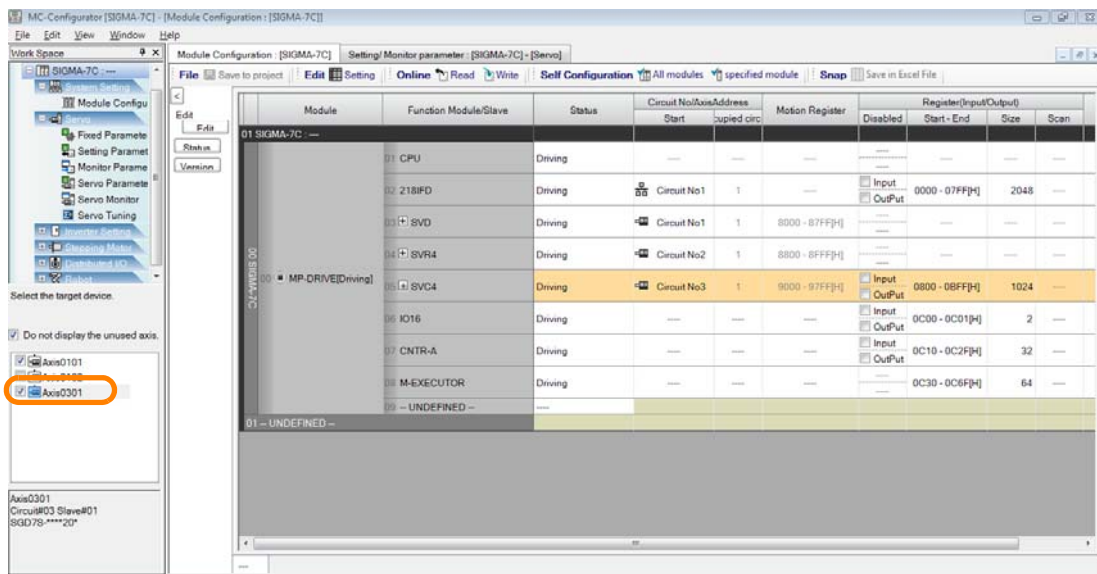 MC-Configurator [SIGMA-7C] - [Module Configuration : [SIGMA-7C]]
File Edit View Window Help
Work Space
Module Configuration : [SIGMA-7C] Setting/ Monitor parameter : [SIGMA-7C] - [Servo]
File Save to project Edit Setting Online Read Write Self Configuration All modules specified module Snap Save in Excel File
SIGMA-7C : ---
System Setting
Module Configu
Servo
Fixed Paramete
Setting Paramet
Monitor Parame
Servo Paramete
Servo Monitor
Servo Tuning
Inverter Setting
Stepping Motor
Distributed I/O
Robot
Select the target device.
Do not display the unused axis.
Axis0101
Axis0301
Axis0301
Circuit#03 Slave#01
SGD7S-****20*
<
Edit
Edit
Status
Version
Module Function Module/Slave Status Circuit No/AxisAddress Motion Register Register(Input/Output)
Start cupied circ Disabled Start - End Size Scan
01 SIGMA-7C : ---
00 SIGMA-7C
00 MP-DRIVE[Driving]
01 CPU Driving ---- ---- ---- ---- ---- ---- ---- ----
02 218IFD Driving Circuit No1 1 ---- Input OutPut 0000 - 07FF[H] 2048 ----
03 + SVD Driving Circuit No1 1 8000 - 87FF[H] ---- ---- ---- ---- ----
04 + SVR4 Driving Circuit No2 1 8800 - 8FFF[H] ---- ---- ---- ---- ----
05 + SVC4 Driving Circuit No3 1 9000 - 97FF[H] Input OutPut 0800 - 0BFF[H] 1024 ----
06 IO16 Driving ---- ---- ---- Input OutPut 0C00 - 0C01[H] 2 ----
07 CNTR-A Driving ---- ---- ---- Input OutPut 0C10 - 0C2F[H] 32 ----
08 M-EXECUTOR Driving ---- ---- ---- ---- ---- 0C30 - 0C6F[H] 64 ----
09 -- UNDEFINED -- ----
01 -- UNDEFINED --
----